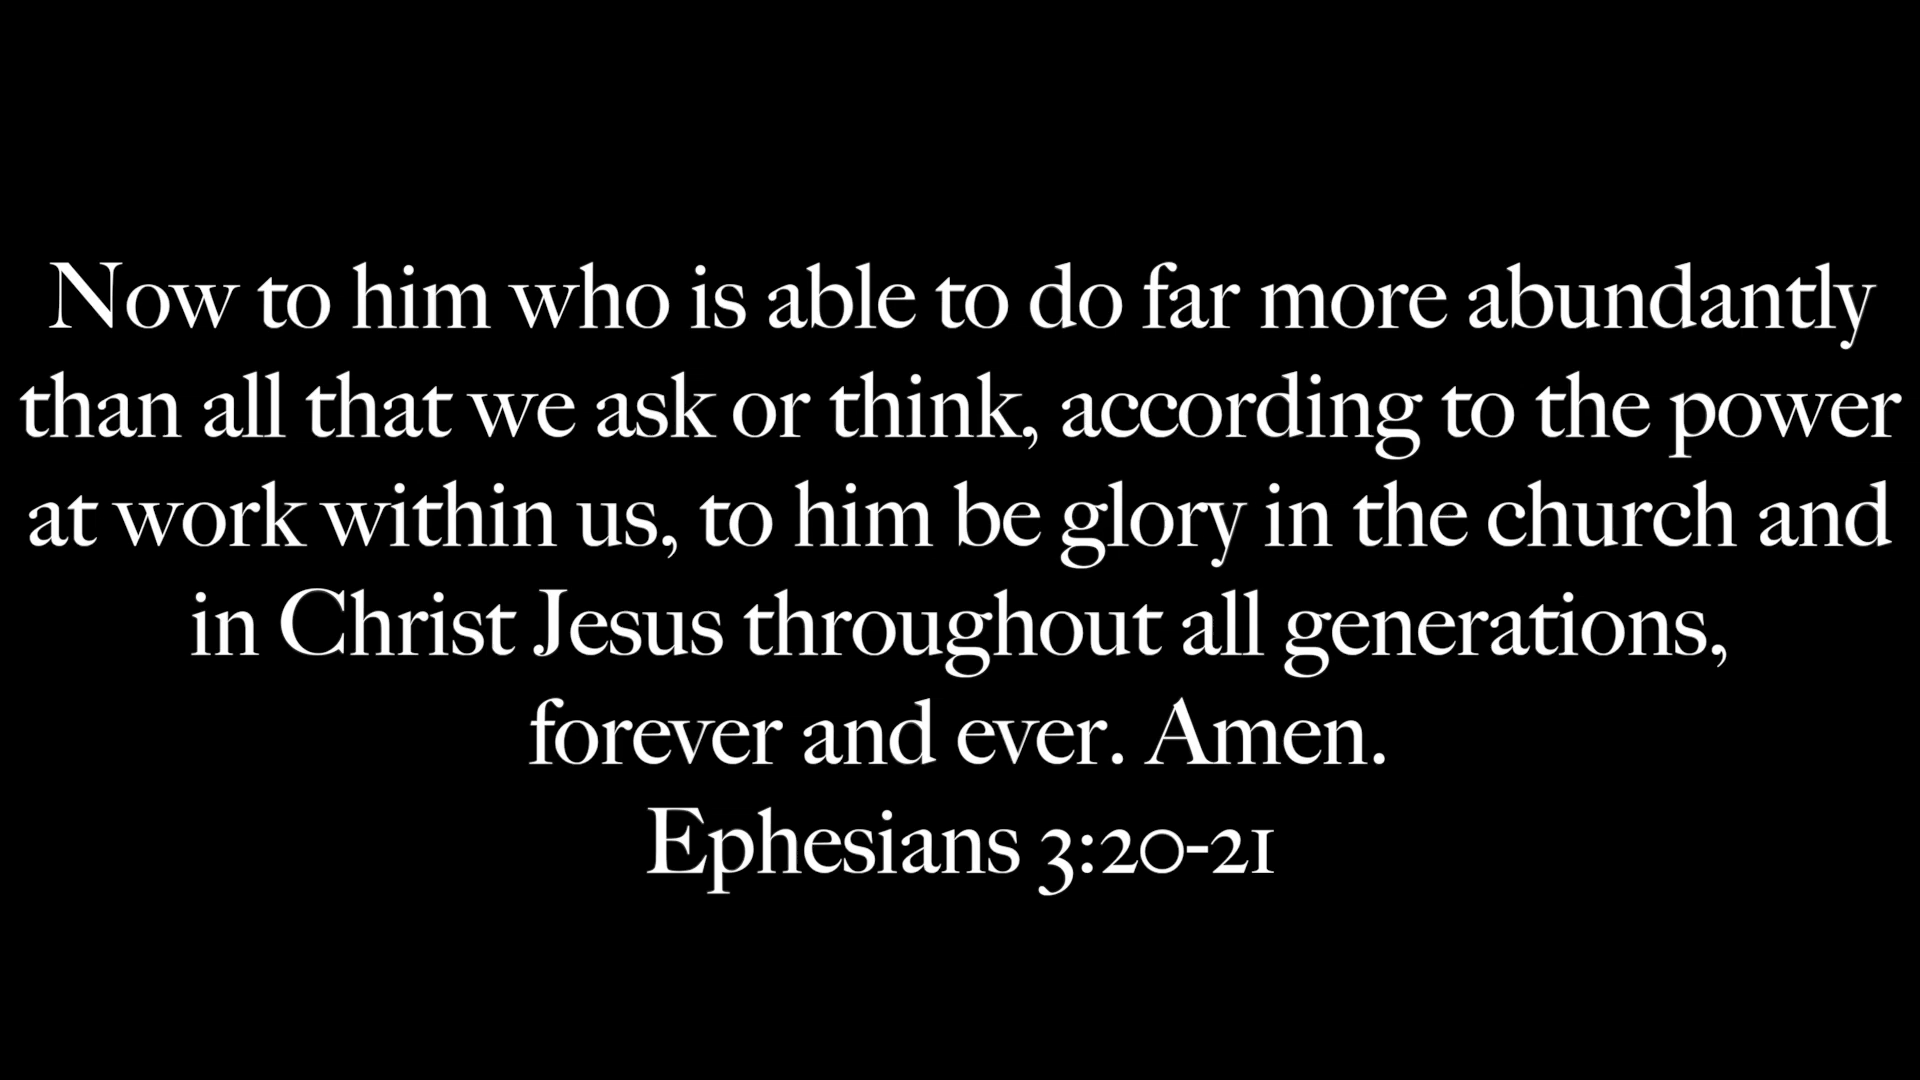 Now to him who is able to do far more abundantly
than all that we ask or think, according to the power
at work within us, to him be glory in the church and
in Christ Jesus throughout all generations,
forever and ever. Amen.
Ephesians 3:20-21